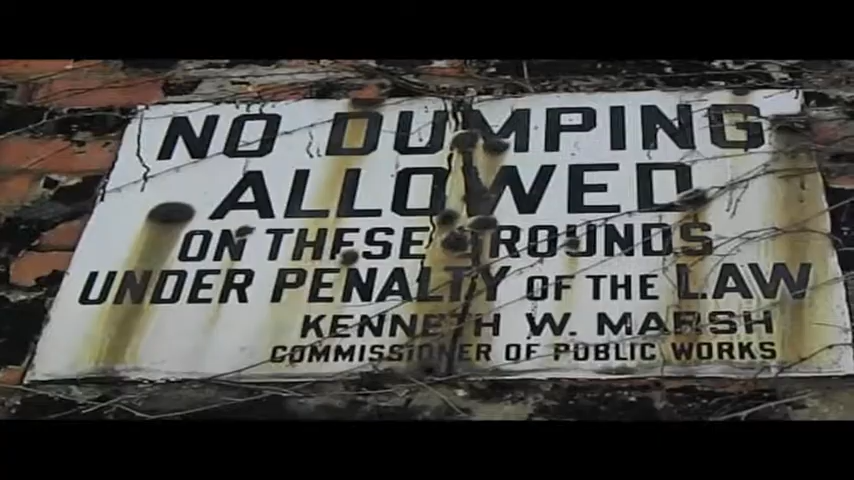 NO DUMPING
ALLOWED
ON THESE GROUNDS
UNDER PENALTY OF THE LAW
KENNETH W. MARSH
COMMISSIONER OF PUBLIC WORKS